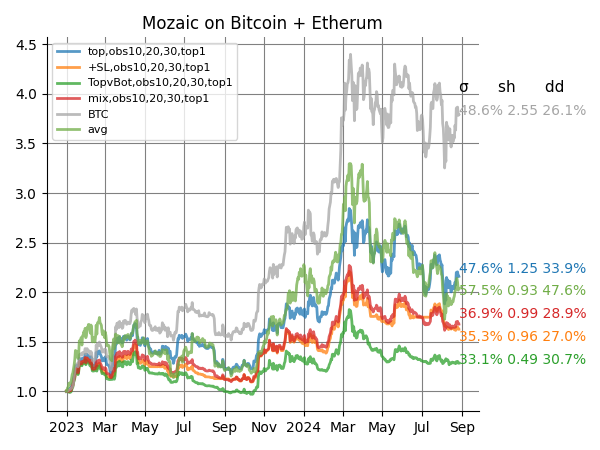 Mozaic on Bitcoin + Etherum
4.5
4.0
3.5
3.0
2.5
2.0
1.5
1.0
top,obs10,20,30,top1
+SL,obs10,20,30,top1
TopvBot,obs10,20,30,top1
mix,obs10,20,30,top1
BTC
avg
σ sh dd
48.6% 2.55 26.1%
47.6% 1.25 33.9%
57.5% 0.93 47.6%
36.9% 0.99 28.9%
35.3% 0.96 27.0%
33.1% 0.49 30.7%
2023 Mar May Jul Sep Nov 2024 Mar May Jul Sep